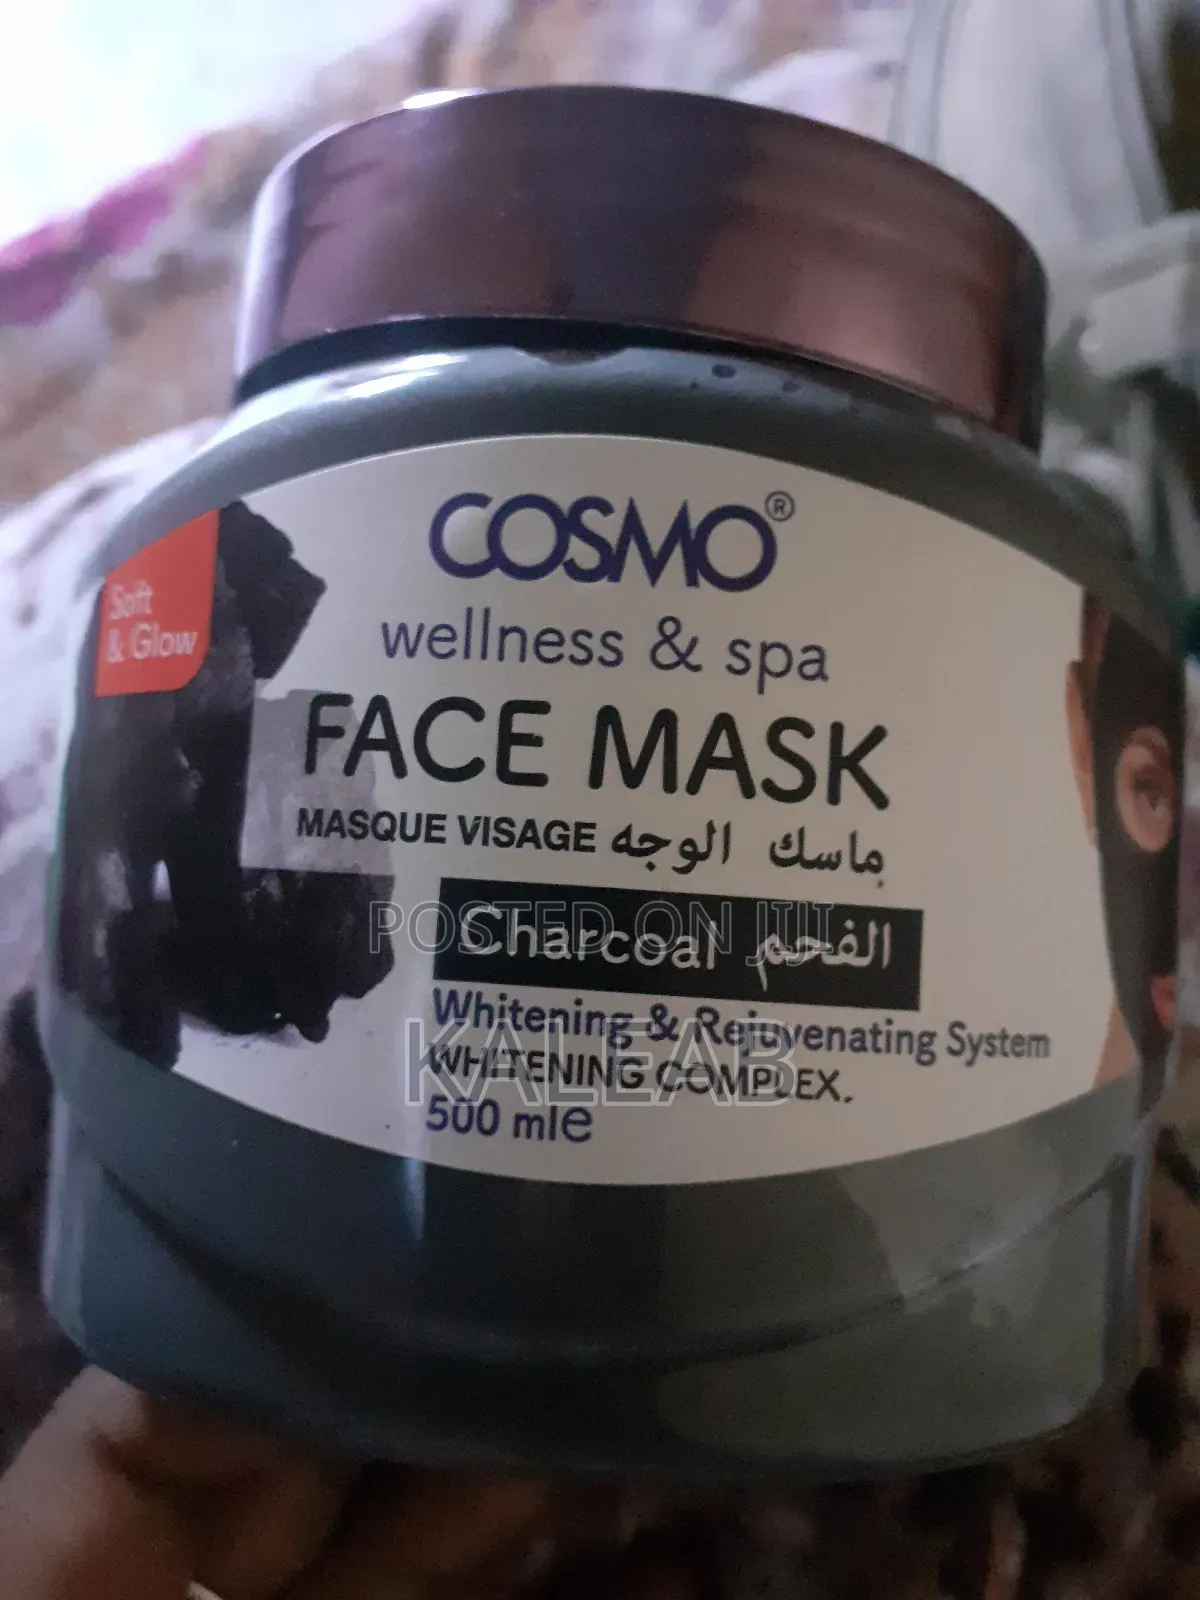 COSMO®
wellness & spa
Soft
& Glow
FACE MASK
MASQUE VISAGE ماسك الوجه
Charcoal الفحم
POSTED ON JIJI
Whitening & Rejuvenating System
KALEAB
WHITENING COMPLEX.
500 ml e